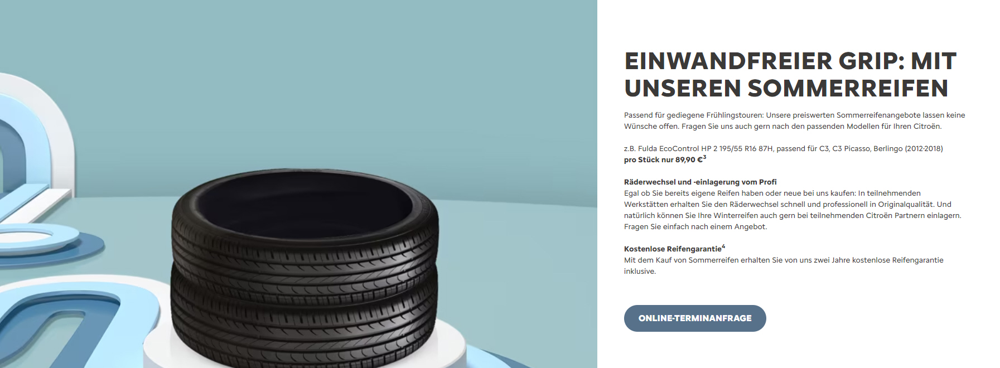 EINWANDFREIER GRIP: MIT
UNSEREN SOMMERREIFEN
Passend für gediegene Frühlingstouren: Unsere preiswerten Sommerreifenangebote lassen keine
Wünsche offen. Fragen Sie uns auch gern nach den passenden Modellen für Ihren Citroën.
z.B. Fulda EcoControl HP 2 195/55 R16 87H, passend für C3, C3 Picasso, Berlingo (2012-2018)
pro Stück nur 89,90 €³
Räderwechsel und -einlagerung vom Profi
Egal ob Sie bereits eigene Reifen haben oder neue bei uns kaufen: In teilnehmenden
Werkstätten erhalten Sie den Räderwechsel schnell und professionell in Originalqualität. Und
natürlich können Sie Ihre Winterreifen auch gern bei teilnehmenden Citroën Partnern einlagern.
Fragen Sie einfach nach einem Angebot.
Kostenlose Reifengarantie⁴
Mit dem Kauf von Sommerreifen erhalten Sie von uns zwei Jahre kostenlose Reifengarantie
inklusive.
ONLINE-TERMINANFRAGE